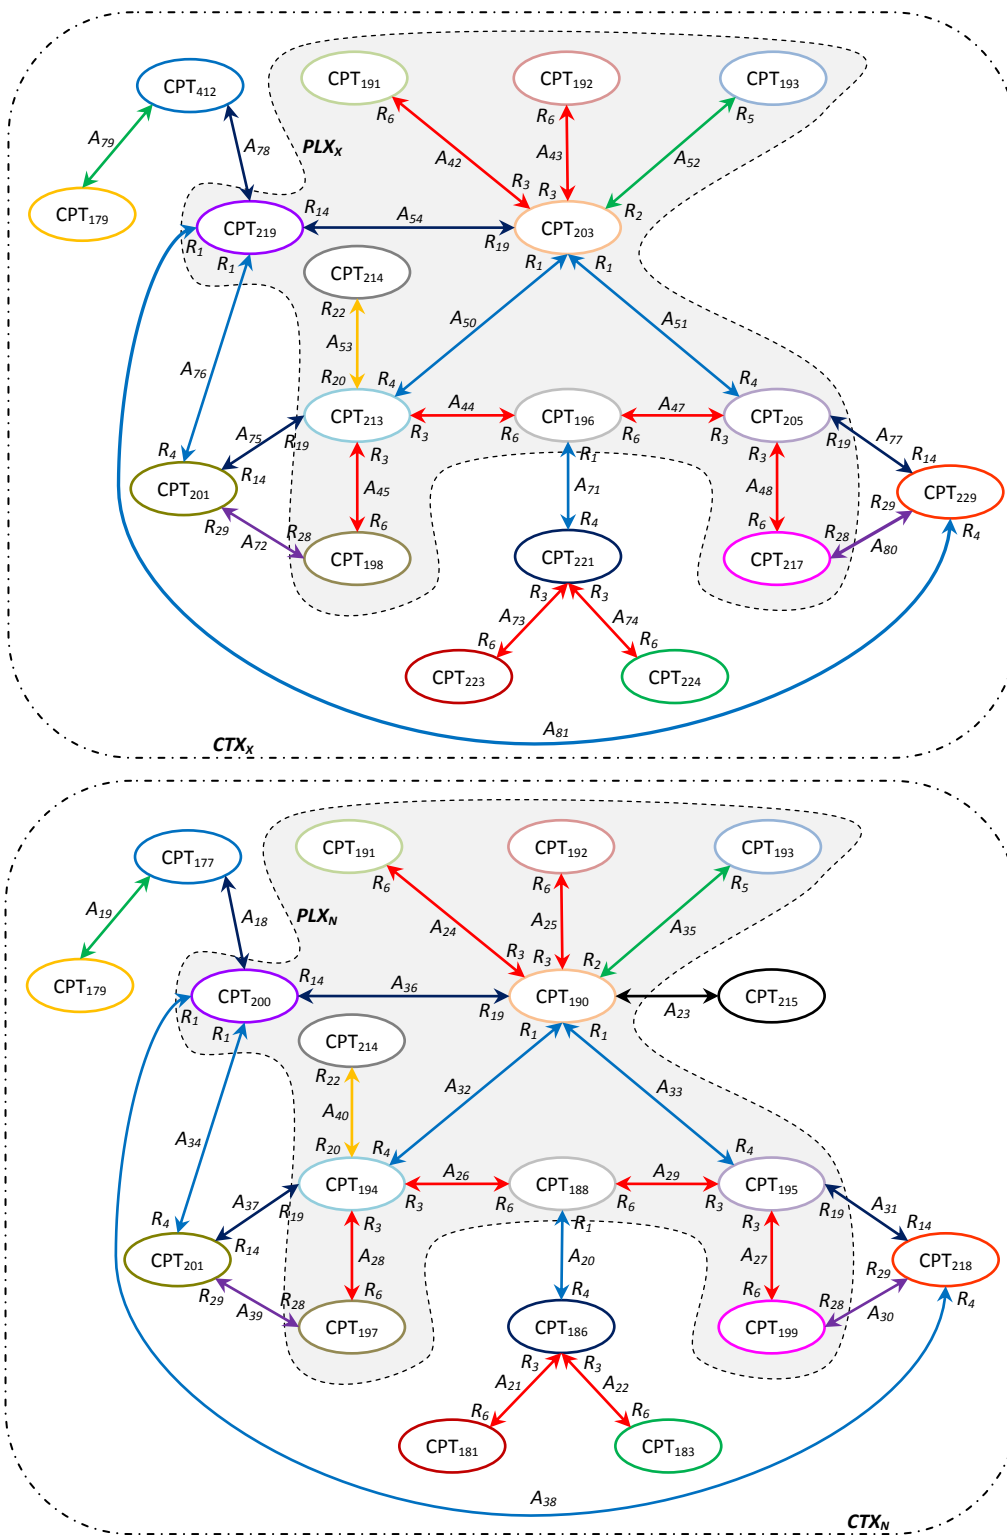 CPT191 CPT192 CPT193
CPT412
R6 R6 R5
A79 A78 PLXX A42 A43 A52
CPT179 R14 A54 R3 R3 R2
CPT219 R19 CPT203
R1 R1 R1 R1
CPT214
R22 A50 A51
A53
A76 R20 R4 R4
CPT213 A44 CPT196 A47 CPT205
A75 R19 R3 R6 R6 R3 R19 A77
R4 R14 R3 R1 R3 R14
CPT201 A45 A71 A48 CPT229
R29 A72 R28 R6 R4 R6 R28 R29 A80 R4
CPT198 CPT221 CPT217
R3 R3
A73 A74
R6 R6
CPT223 CPT224
A81
CTXX
CPT191 CPT192 CPT193
CPT177
R6 R6 R5
A19 A18 PLXN A24 A25 A35
CPT179 R14 A36 R3 R3 R2
CPT200 R19 CPT190 A23 CPT215
R1 R1 R1 R1
CPT214
R22 A32 A33
A40
A34 R20 R4 R4
CPT194 A26 CPT188 A29 CPT195
A37 R19 R3 R6 R6 R3 R19 A31
R4 R14 R3 R1 R3 R14
CPT201 A28 A20 A27 CPT218
R29 A39 R28 R6 R4 R6 R28 R29 A30 R4
CPT197 CPT186 CPT199
R3 R3
A21 A22
R6 R6
CPT181 CPT183
A38
CTXN